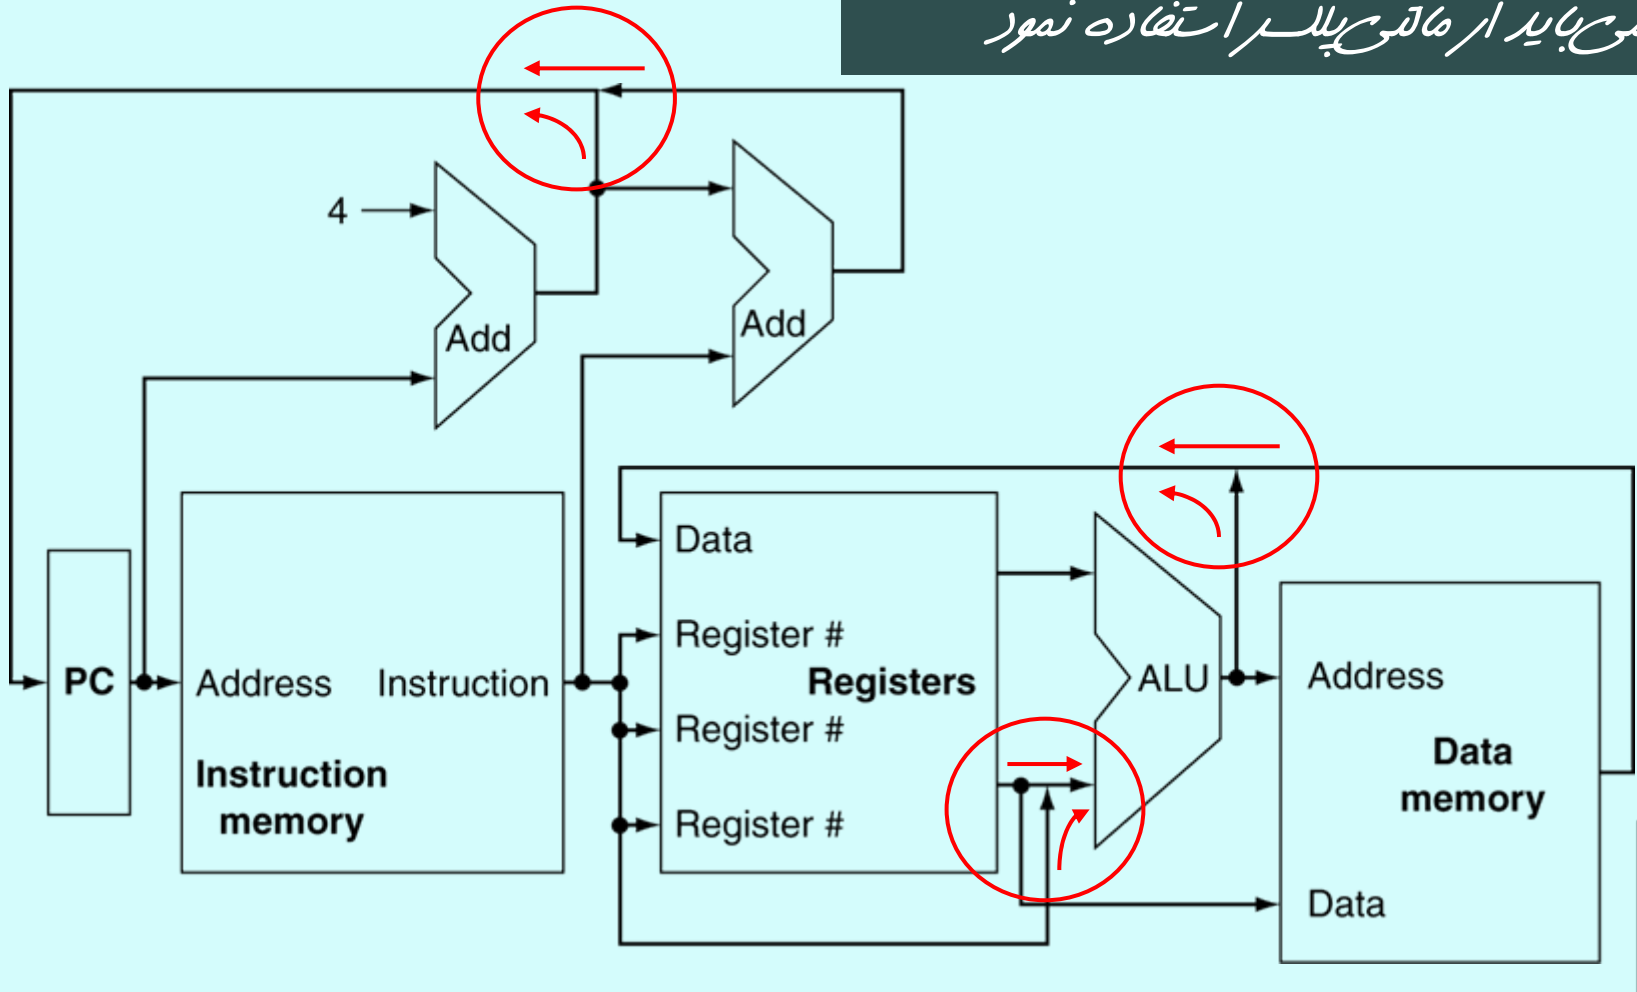 باید از مالتی‌پلکسر استفاده نمود
4
Add
Add
Data
Register #
PC
Address
Instruction
Registers
ALU
Address
Register #
Instruction
memory
Data
memory
Register #
Data